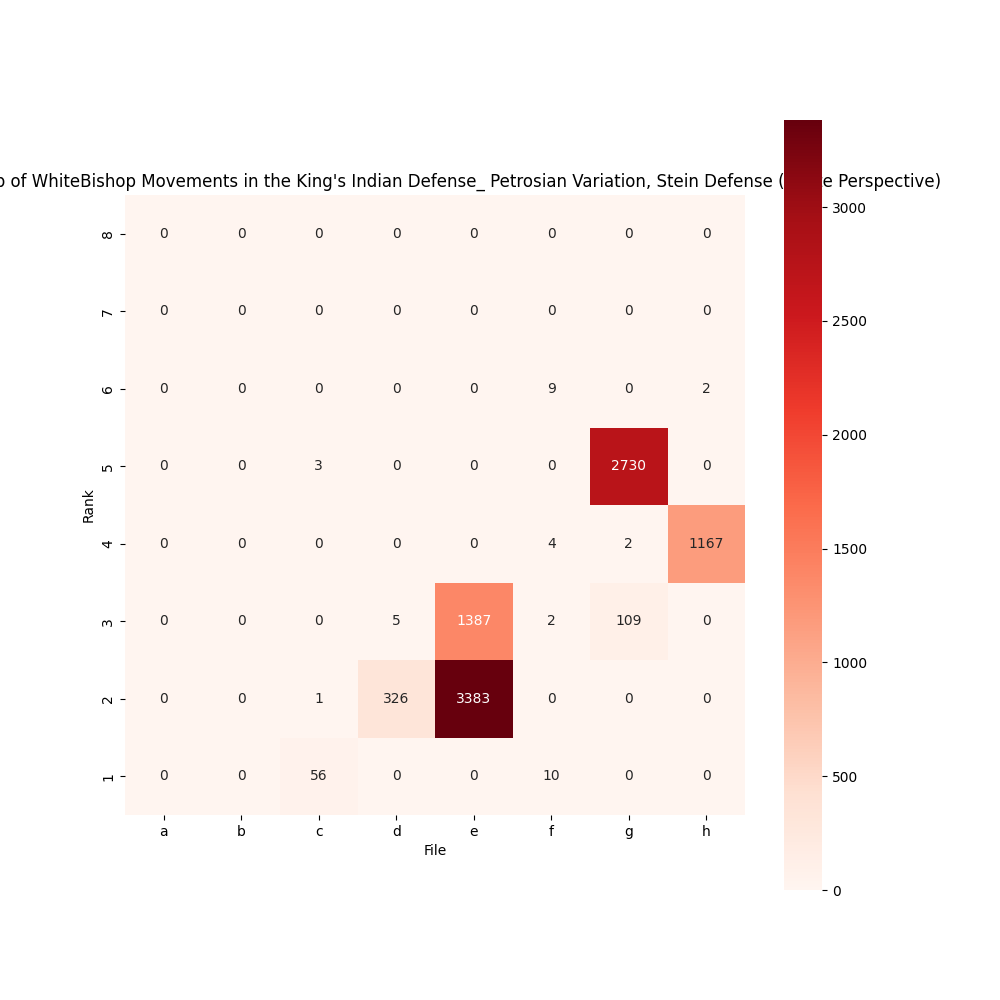 of WhiteBishop Movements in the King's Indian Defense_ Petrosian Variation, Stein Defense ( e Perspective)
8 0 0 0 0 0 0 0 0
7 0 0 0 0 0 0 0 0
6 0 0 0 0 0 9 0 2
5 0 0 3 0 0 0 2730 0
4 0 0 0 0 0 4 2 1167
3 0 0 0 5 1387 2 109 0
2 0 0 1 326 3383 0 0 0
1 0 0 56 0 0 10 0 0
a b c d e f g h
File
Rank
3000
2500
2000
1500
1000
500
0